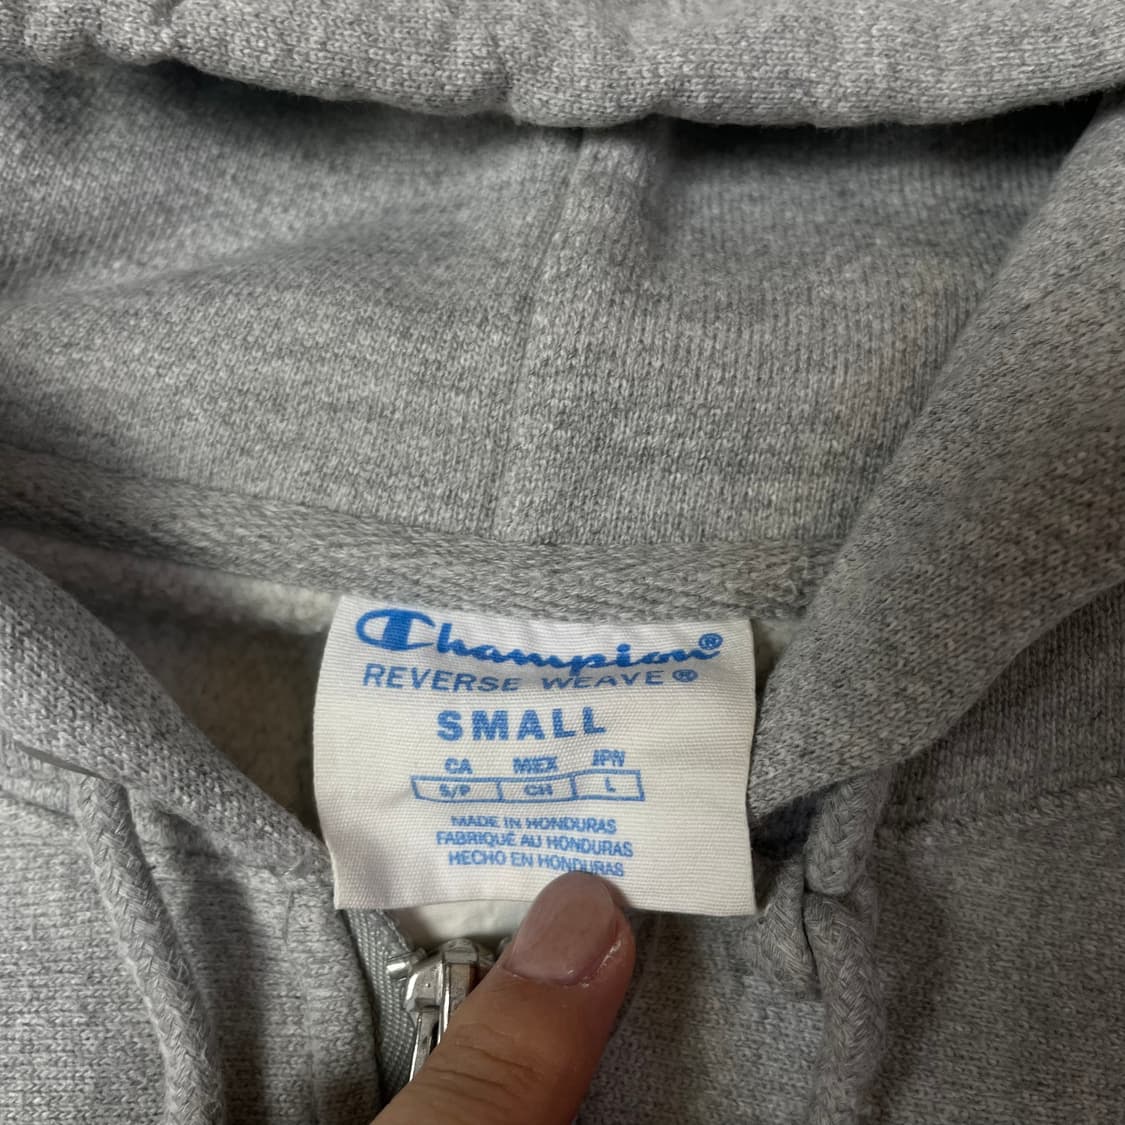 Champion®
REVERSE WEAVE®
SMALL
CA MEX JPN
S/P CH L
MADE IN HONDURAS
FABRIQUÉ AU HONDURAS
HECHO EN HONDURAS